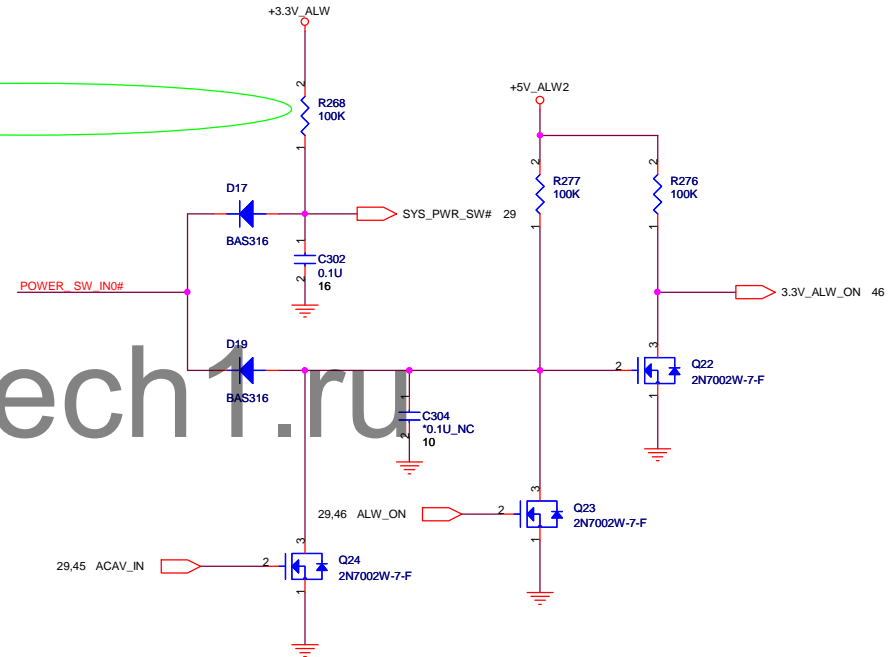 +3.3V_ALW
2
R268
100K
1
+5V_ALW2
2
R277
100K
1
2
R276
100K
1
D17
BAS316
SYS_PWR_SW# 29
1
C302
0.1U
16
2
POWER_SW_IN0#
3.3V_ALW_ON 46
D19
BAS316
ech1.ru
1
C304
*0.1U_NC
10
2
3
2
Q22
2N7002W-7-F
1
29,46 ALW_ON
3
2
Q23
2N7002W-7-F
1
29,45 ACAV_IN
3
2
Q24
2N7002W-7-F
1